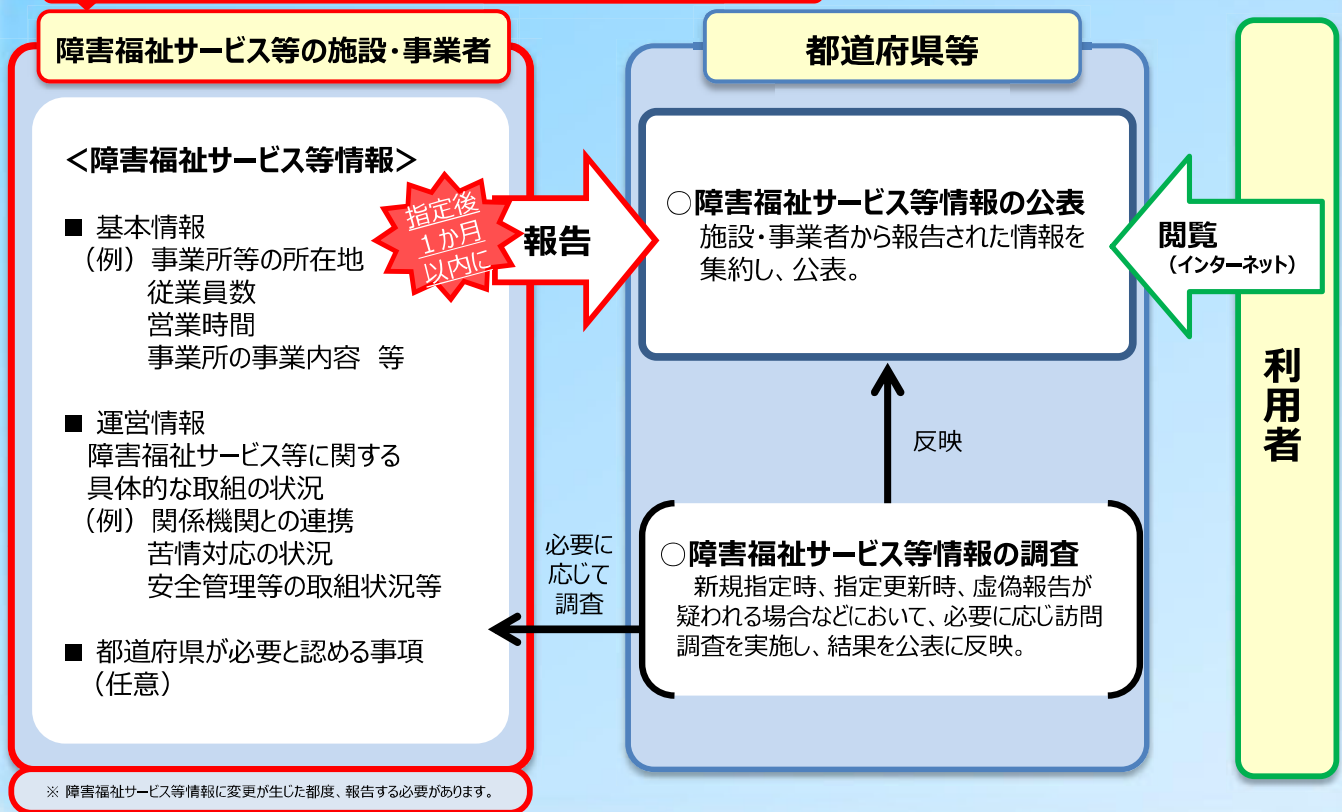 障害福祉サービス等の施設・事業者
＜障害福祉サービス等情報＞
■ 基本情報
（例）事業所等の所在地
従業員数
営業時間
事業所の事業内容 等
■ 運営情報
障害福祉サービス等に関する
具体的な取組の状況
（例）関係機関との連携
苦情対応の状況
安全管理等の取組状況等
■ 都道府県が必要と認める事項
（任意）
※ 障害福祉サービス等情報に変更が生じた都度、報告する必要があります。
指定後
１か月
以内に
報告
都道府県等
○障害福祉サービス等情報の公表
施設・事業者から報告された情報を
集約し、公表。
反映
○障害福祉サービス等情報の調査
新規指定時、指定更新時、虚偽報告が
疑われる場合などにおいて、必要に応じ訪問
調査を実施し、結果を公表に反映。
必要に
応じて
調査
閲覧
（インターネット）
利用者